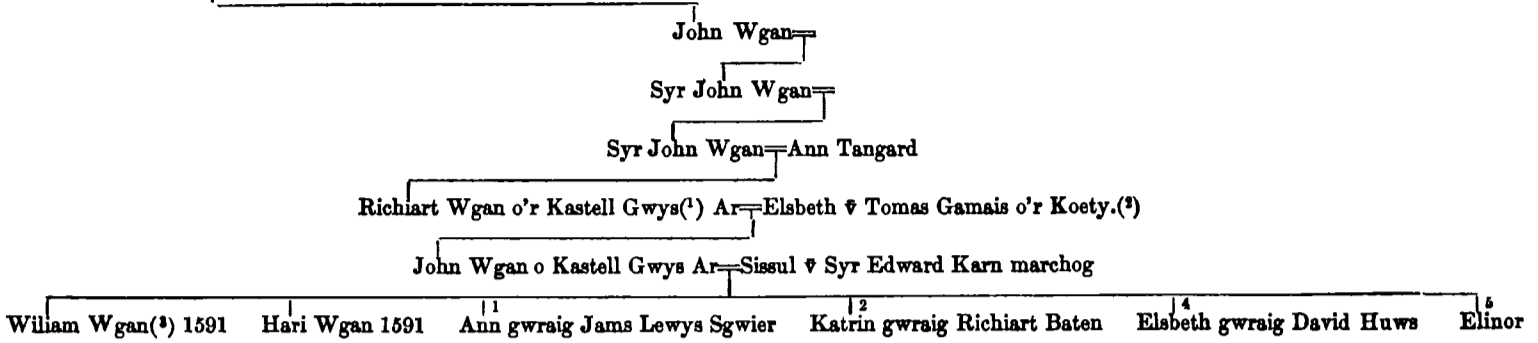 John Wgan
Syr John Wgan
Syr John Wgan Ann Tangard
Richiart Wgan o'r Kastell Gwys(¹) Ar Elsbeth v̄ Tomas Gamais o'r Koety.(²)
John Wgan o Kastell Gwys Ar Sissul v̄ Syr Edward Karn marchog
1 2 4 5
Wiliam Wgan(³) 1591 Hari Wgan 1591 Ann gwraig Jams Lewys Sgwier Katrin gwraig Richiart Baten Elsbeth gwraig David Huws Elinor